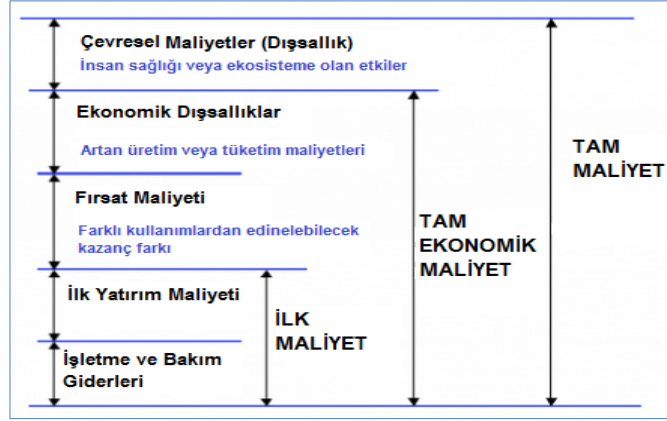 Çevresel Maliyetler (Dışsallık)
İnsan sağlığı veya ekosisteme olan etkiler
Ekonomik Dışsallıklar
Artan üretim veya tüketim maliyetleri
Fırsat Maliyeti
Farklı kullanımlardan edinelebilecek
kazanç farkı
İlk Yatırım Maliyeti
İşletme ve Bakım
Giderleri
İLK
MALİYET
TAM
EKONOMİK
MALİYET
TAM
MALİYET